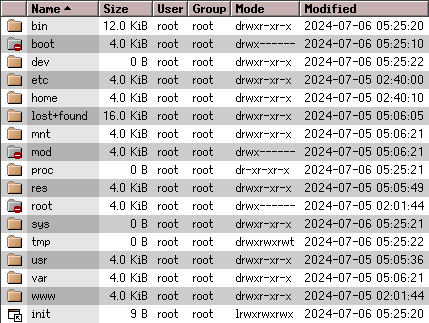 Name Size User Group Mode Modified
bin 12.0 KiB root root drwxr-xr-x 2024-07-06 05:25:20
boot 4.0 KiB root root drwx------ 2024-07-05 05:25:10
dev 0 B root root drwxr-xr-x 2024-07-06 05:25:22
etc 4.0 KiB root root drwxr-xr-x 2024-07-05 02:40:00
home 4.0 KiB root root drwxr-xr-x 2024-07-05 02:40:10
lost+found 16.0 KiB root root drwxr-xr-x 2024-07-05 05:06:05
mnt 4.0 KiB root root drwxr-xr-x 2024-07-05 05:06:21
mod 4.0 KiB root root drwx------ 2024-07-05 05:06:21
proc 0 B root root dr-xr-xr-x 2024-07-06 05:25:21
res 4.0 KiB root root drwxr-xr-x 2024-07-05 05:05:49
root 4.0 KiB root root drwx------ 2024-07-05 02:01:44
sys 0 B root root drwxr-xr-x 2024-07-06 05:25:21
tmp 0 B root root drwxrwxrwt 2024-07-06 05:25:22
usr 4.0 KiB root root drwxr-xr-x 2024-07-05 05:05:36
var 4.0 KiB root root drwxr-xr-x 2024-07-05 05:06:21
www 4.0 KiB root root drwxr-xr-x 2024-07-05 02:01:44
init 9 B root root lrwxrwxrwx 2024-07-06 05:25:20